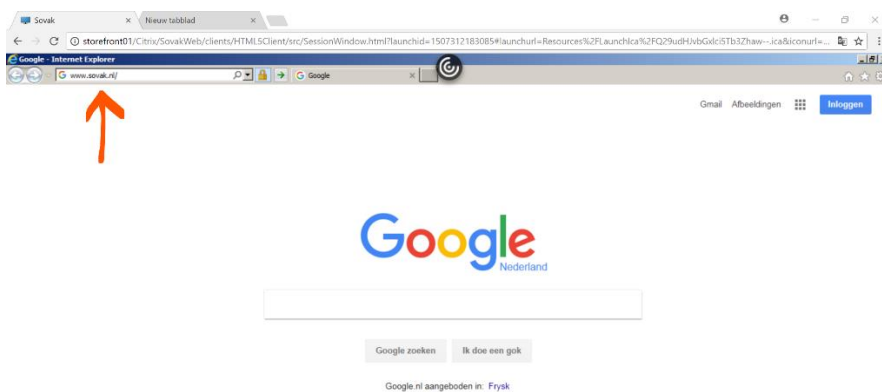 Sovak Nieuw tabblad
storefront01/Citrix/SovakWeb/clients/HTML5Client/src/SessionWindow.html?launchid=1507312183085#launchurl=Resources%2FLaunchIca%2FQ29udHJvbGxlci5Tb3Zhaw--.ica&iconurl=...
Google - Internet Explorer
www.sovak.nl/ Google
Gmail Afbeeldingen Inloggen
Google
Nederland
Google zoeken Ik doe een gok
Google.nl aangeboden in: Frysk